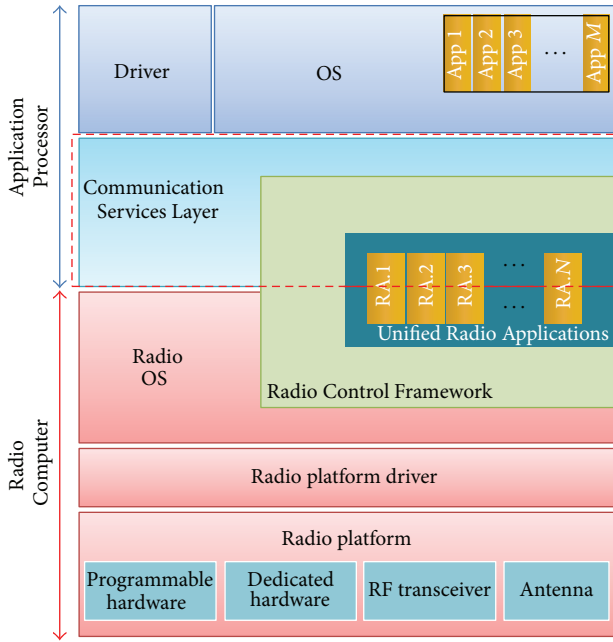 Application
Processor
Driver
OS
App 1
App 2
App 3
...
App M
Communication
Services Layer
RA.1
RA.2
RA.3
...
...
RA.N
Unified Radio Applications
Radio Control Framework
Radio
Computer
Radio
OS
Radio platform driver
Radio platform
Programmable
hardware
Dedicated
hardware
RF transceiver
Antenna